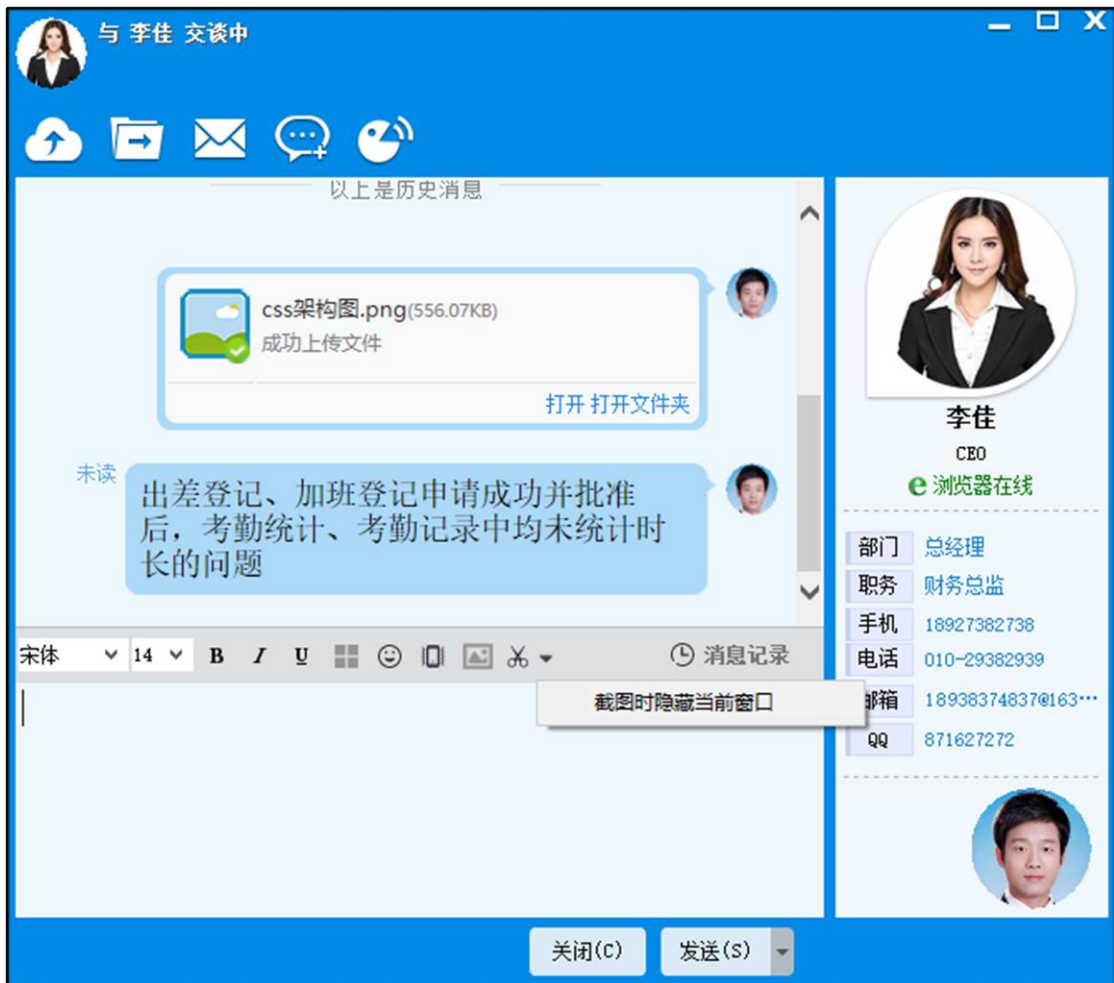 与 李佳 交谈中
以上是历史消息
css架构图.png(556.07KB)
成功上传文件
打开 打开文件夹
未读
出差登记、加班登记申请成功并批准
后，考勤统计、考勤记录中均未统计时
长的问题
宋体 14 B I U 消息记录
截图时隐藏当前窗口
关闭(C) 发送(S)
李佳
CEO
浏览器在线
部门 总经理
职务 财务总监
手机 18927382738
电话 010-29382939
邮箱 18938374837@163…
QQ 871627272